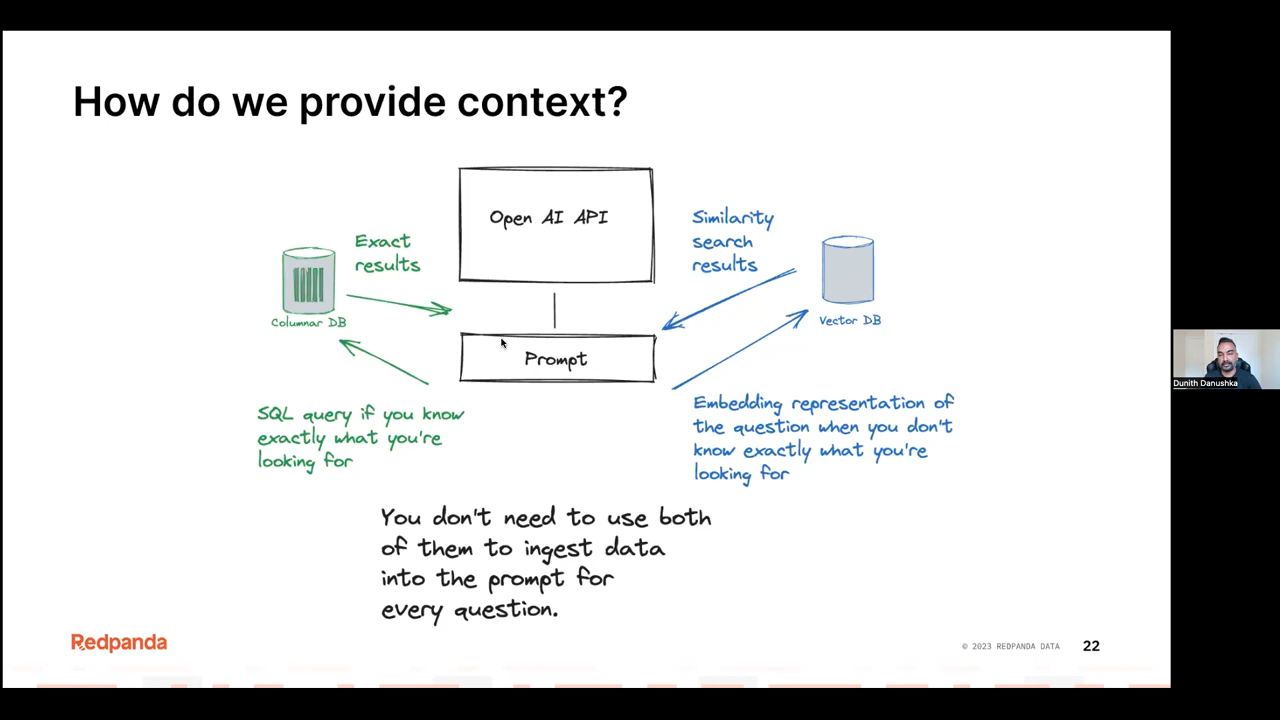 How do we provide context?
Open AI API
Exact
results
Columnar DB
SQL query if you know
exactly what you're
looking for
Prompt
Similarity
search
results
Vector DB
Embedding representation of
the question when you don't
know exactly what you're
looking for
You don't need to use both
of them to ingest data
into the prompt for
every question.
Redpanda
© 2023 REDPANDA DATA
22
Dunith Danushka